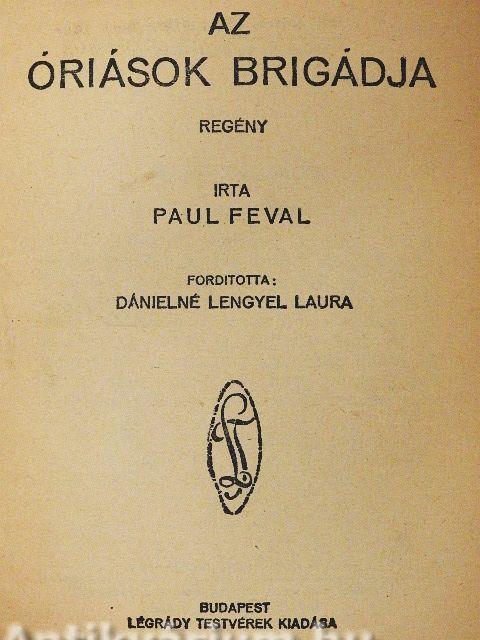 AZ
ÓRIÁSOK BRIGÁDJA
REGÉNY
IRTA
PAUL FEVAL
FORDITOTTA:
DÁNIELNÉ LENGYEL LAURA
BUDAPEST
LÉGRÁDY TESTVÉREK KIADÁSA